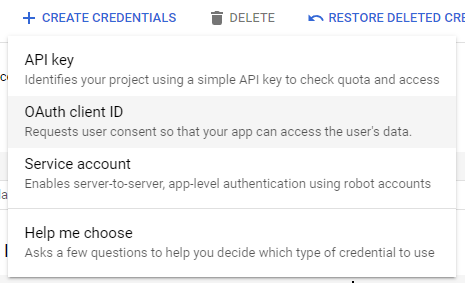 CREATE CREDENTIALS DELETE RESTORE DELETED CRE
API key
Identifies your project using a simple API key to check quota and access
OAuth client ID
Requests user consent so that your app can access the user's data.
Service account
Enables server-to-server, app-level authentication using robot accounts
Help me choose
Asks a few questions to help you decide which type of credential to use